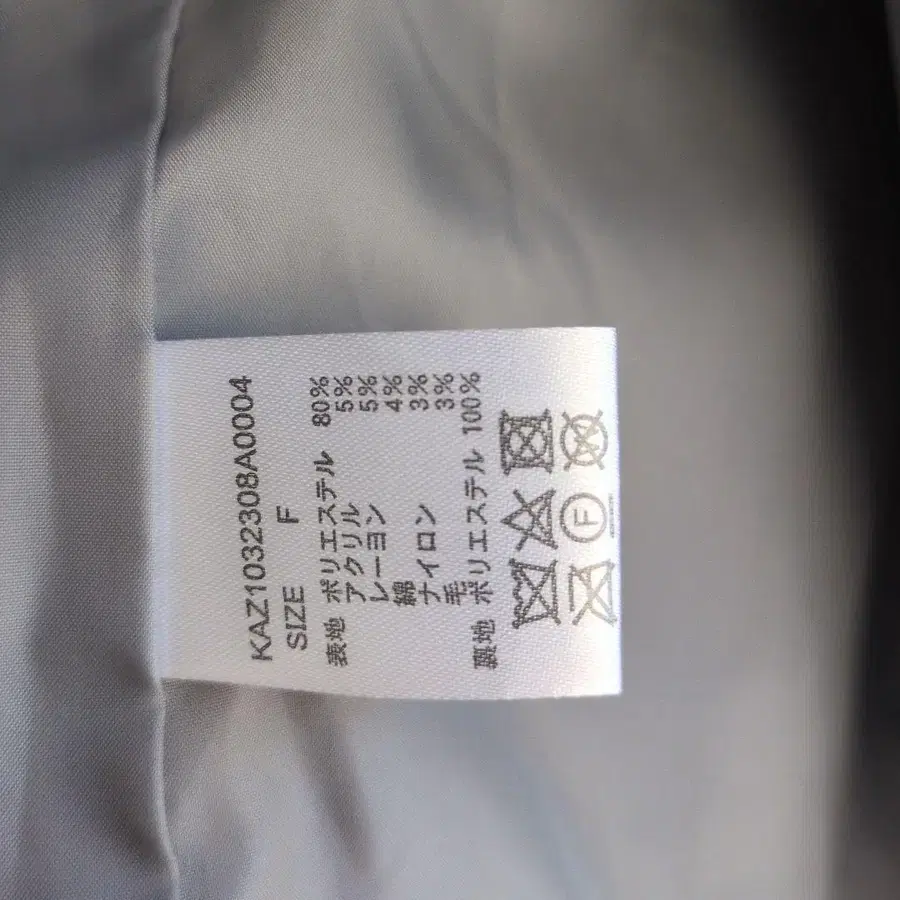 KAZ1032308A0004
SIZE F
表地 ポリエステル 80%
アクリル 5%
レーヨン 5%
綿 4%
ナイロン 3%
毛 3%
裏地 ポリエステル 100%
F